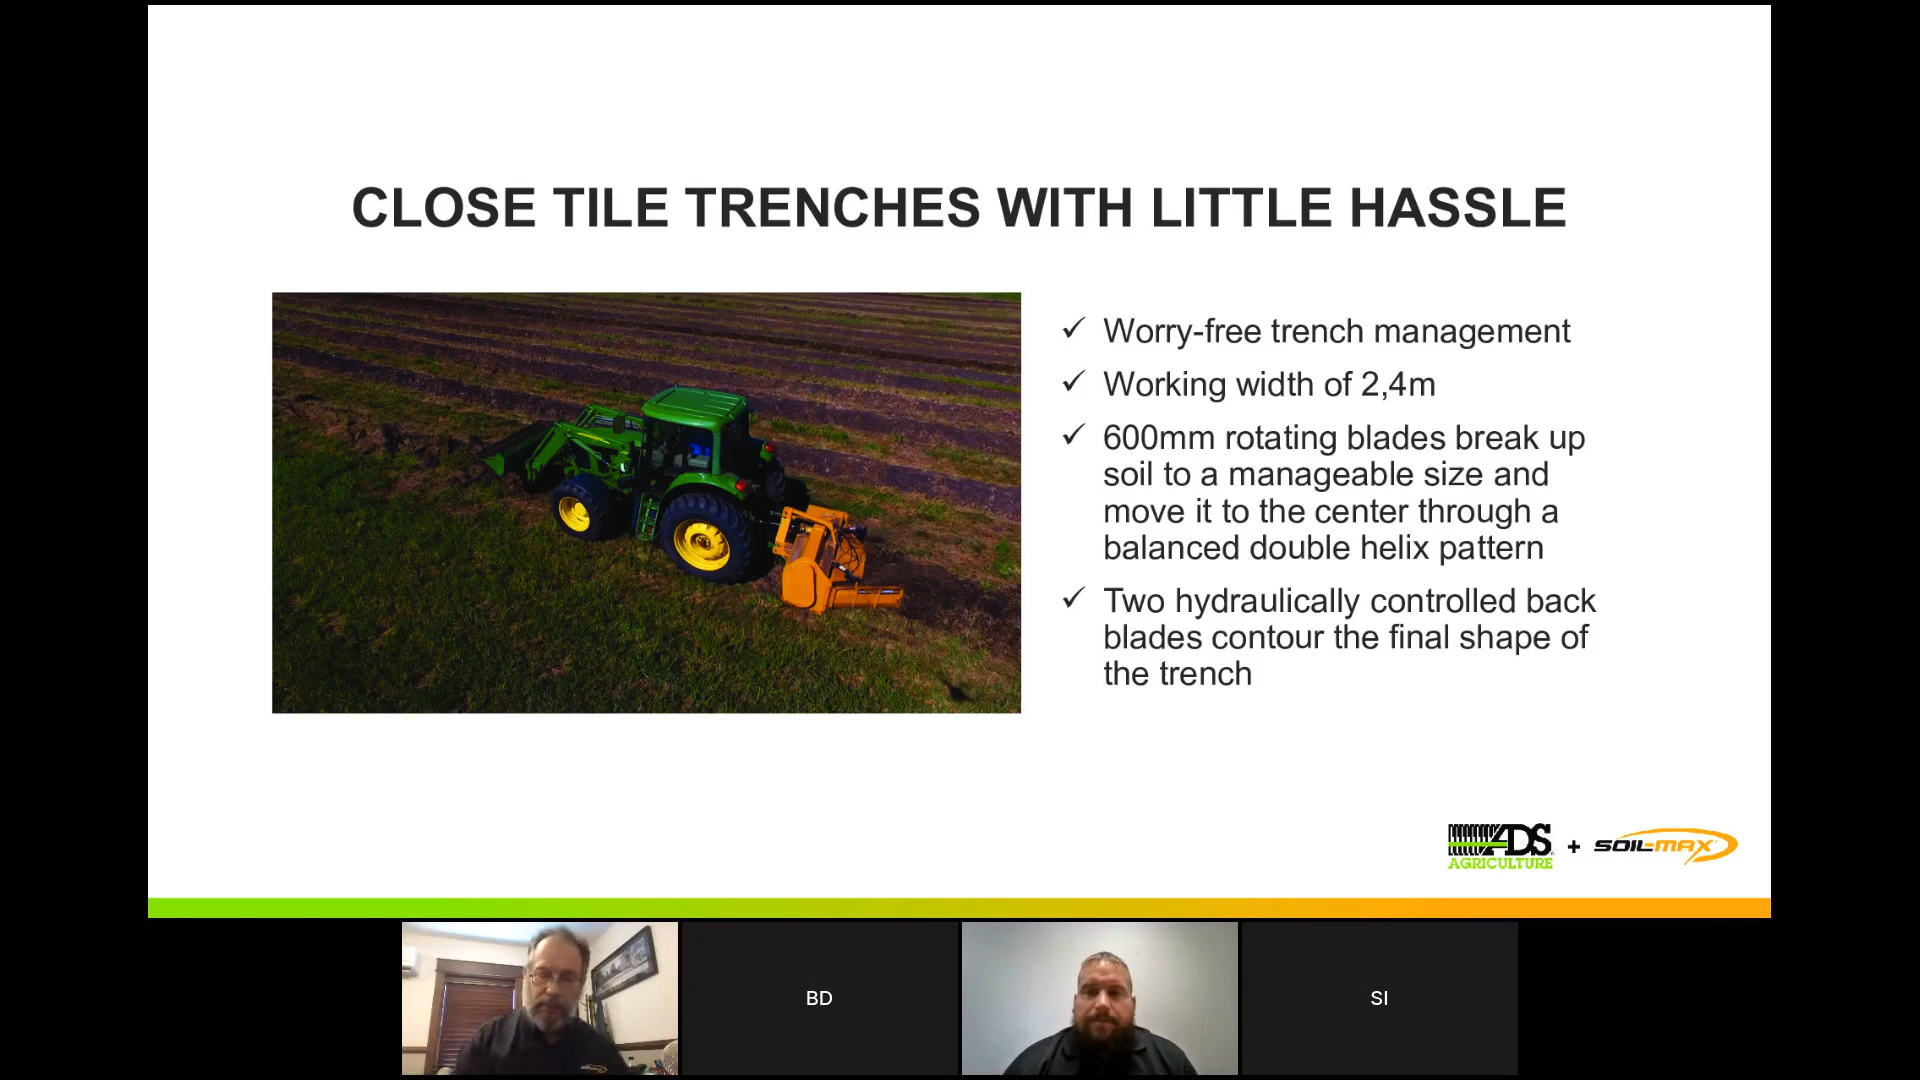 CLOSE TILE TRENCHES WITH LITTLE HASSLE
✓ Worry-free trench management
✓ Working width of 2,4m
✓ 600mm rotating blades break up
soil to a manageable size and
move it to the center through a
balanced double helix pattern
✓ Two hydraulically controlled back
blades contour the final shape of
the trench
ADS
AGRICULTURE
+
SOIL-MAX
BD
SI